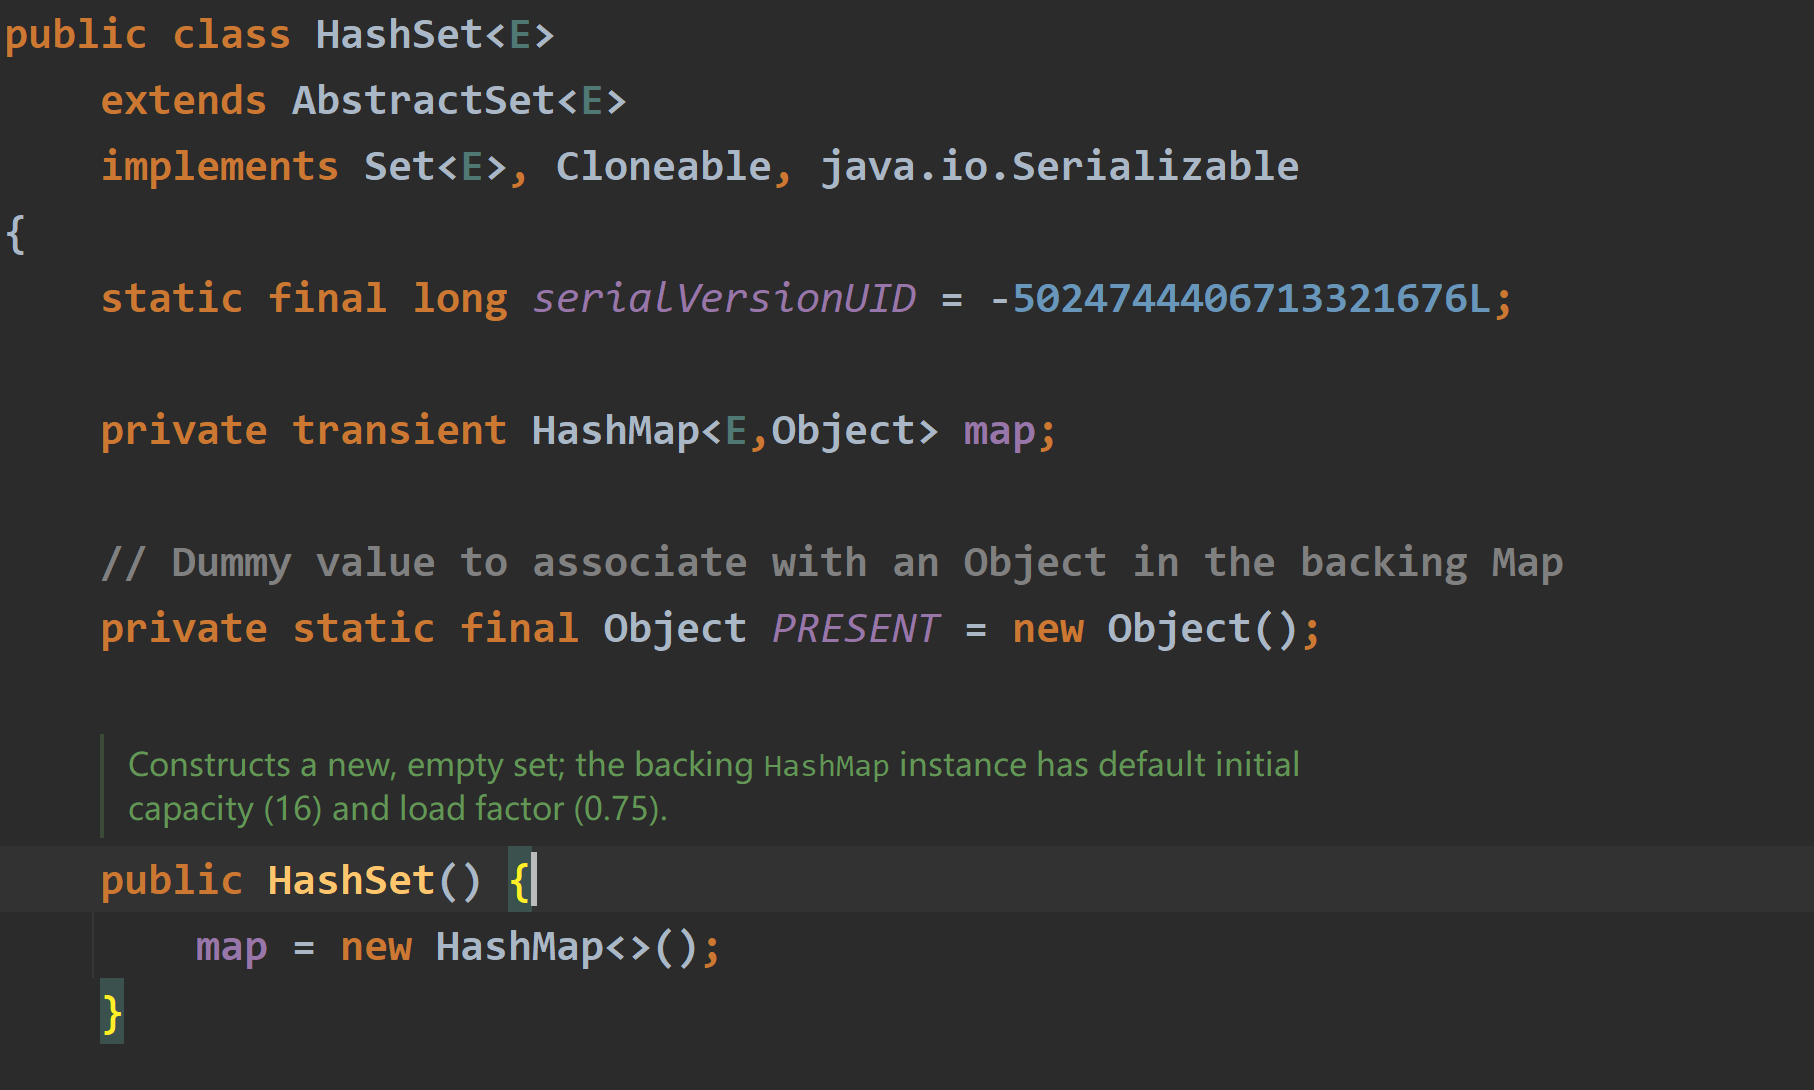 public class HashSet<E>
    extends AbstractSet<E>
    implements Set<E>, Cloneable, java.io.Serializable
{
    static final long serialVersionUID = -5024744406713321676L;
    private transient HashMap<E,Object> map;
    // Dummy value to associate with an Object in the backing Map
    private static final Object PRESENT = new Object();
    Constructs a new, empty set; the backing HashMap instance has default initial
    capacity (16) and load factor (0.75).
    public HashSet() {
        map = new HashMap<>();
    }